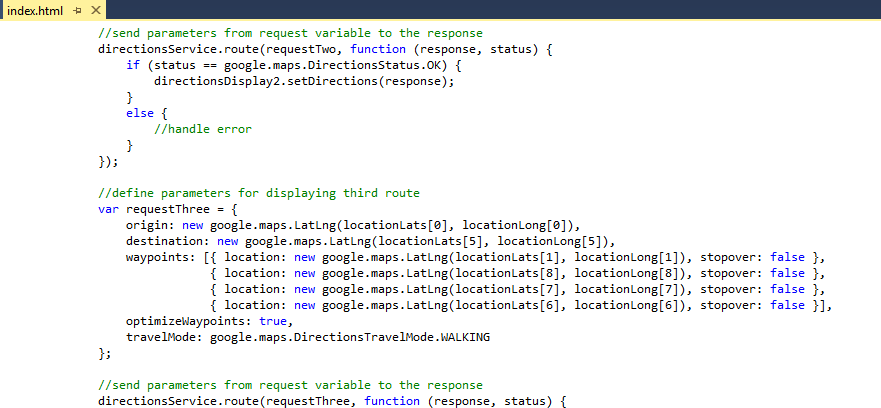 index.html
//send parameters from request variable to the response
directionsService.route(requestTwo, function (response, status) {
    if (status == google.maps.DirectionsStatus.OK) {
        directionsDisplay2.setDirections(response);
    }
    else {
        //handle error
    }
});
//define parameters for displaying third route
var requestThree = {
    origin: new google.maps.LatLng(locationLats[0], locationLong[0]),
    destination: new google.maps.LatLng(locationLats[5], locationLong[5]),
    waypoints: [{ location: new google.maps.LatLng(locationLats[1], locationLong[1]), stopover: false },
                { location: new google.maps.LatLng(locationLats[8], locationLong[8]), stopover: false },
                { location: new google.maps.LatLng(locationLats[7], locationLong[7]), stopover: false },
                { location: new google.maps.LatLng(locationLats[6], locationLong[6]), stopover: false }],
    optimizeWaypoints: true,
    travelMode: google.maps.DirectionsTravelMode.WALKING
};
//send parameters from request variable to the response
directionsService.route(requestThree, function (response, status) {